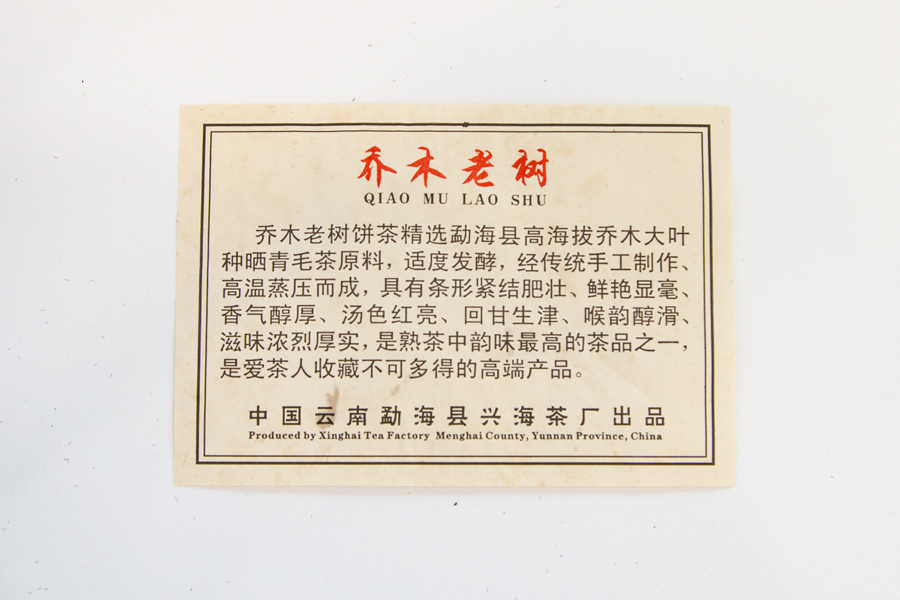 乔木老树
QIAO MU LAO SHU
乔木老树饼茶精选勐海县高海拔乔木大叶
种晒青毛茶原料，适度发酵，经传统手工制作、
高温蒸压而成，具有条形紧结肥壮、鲜艳显毫、
香气醇厚、汤色红亮、回甘生津、喉韵醇滑、
滋味浓烈厚实，是熟茶中韵味最高的茶品之一，
是爱茶人收藏不可多得的高端产品。
中国云南勐海县兴海茶厂出品
Produced by Xinghai Tea Factory Menghai County, Yunnan Province, China